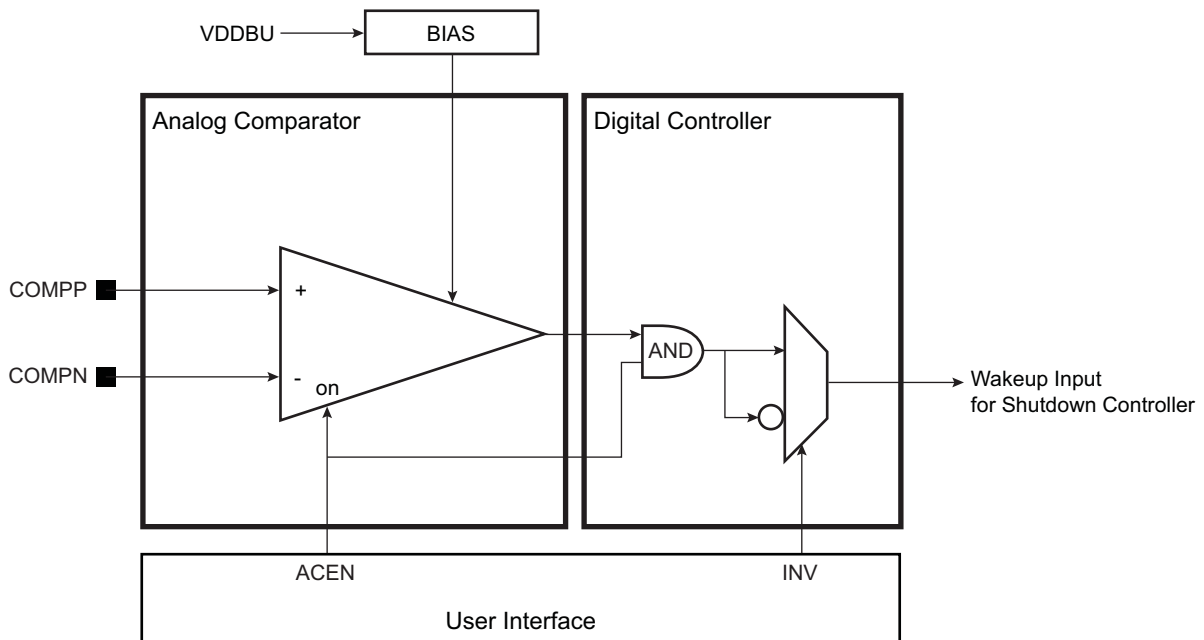 VDDBU
BIAS
Analog Comparator
Digital Controller
COMPP
+
AND
COMPN
-
on
Wakeup Input
for Shutdown Controller
ACEN
INV
User Interface